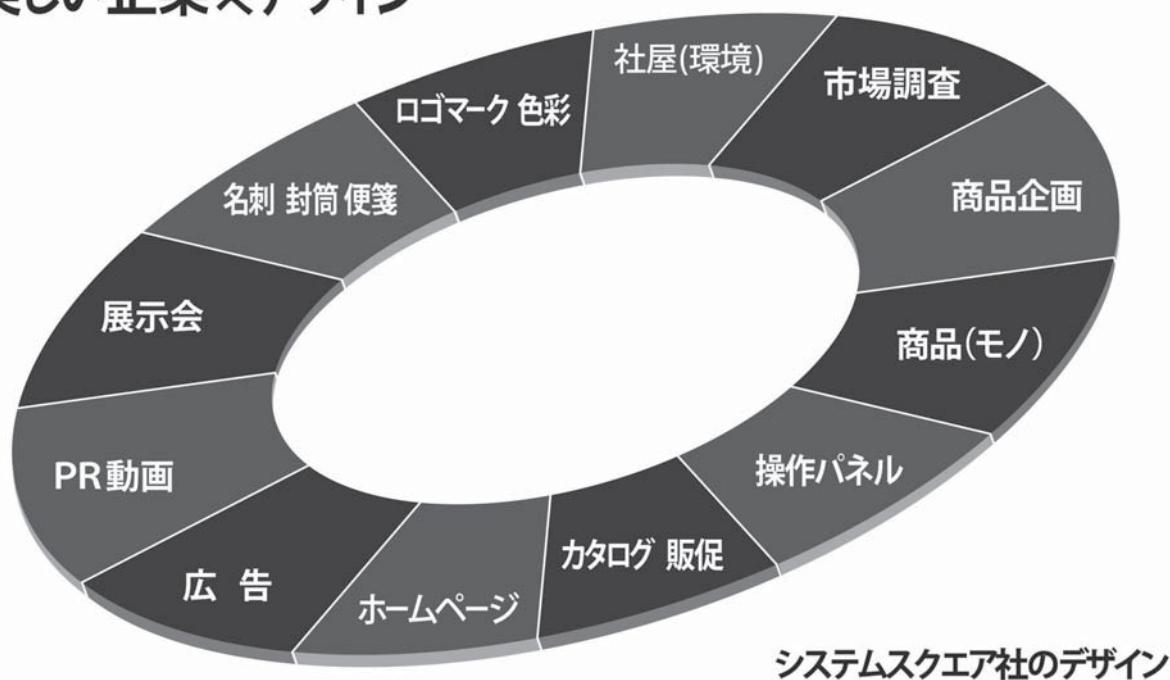 美しい企業×デザイン
社屋(環境)
市場調査
商品企画
商品(モノ)
操作パネル
カタログ 販促
ホームページ
広 告
PR動画
展示会
名刺 封筒 便箋
ロゴマーク 色彩
システムスクエア社のデザイン